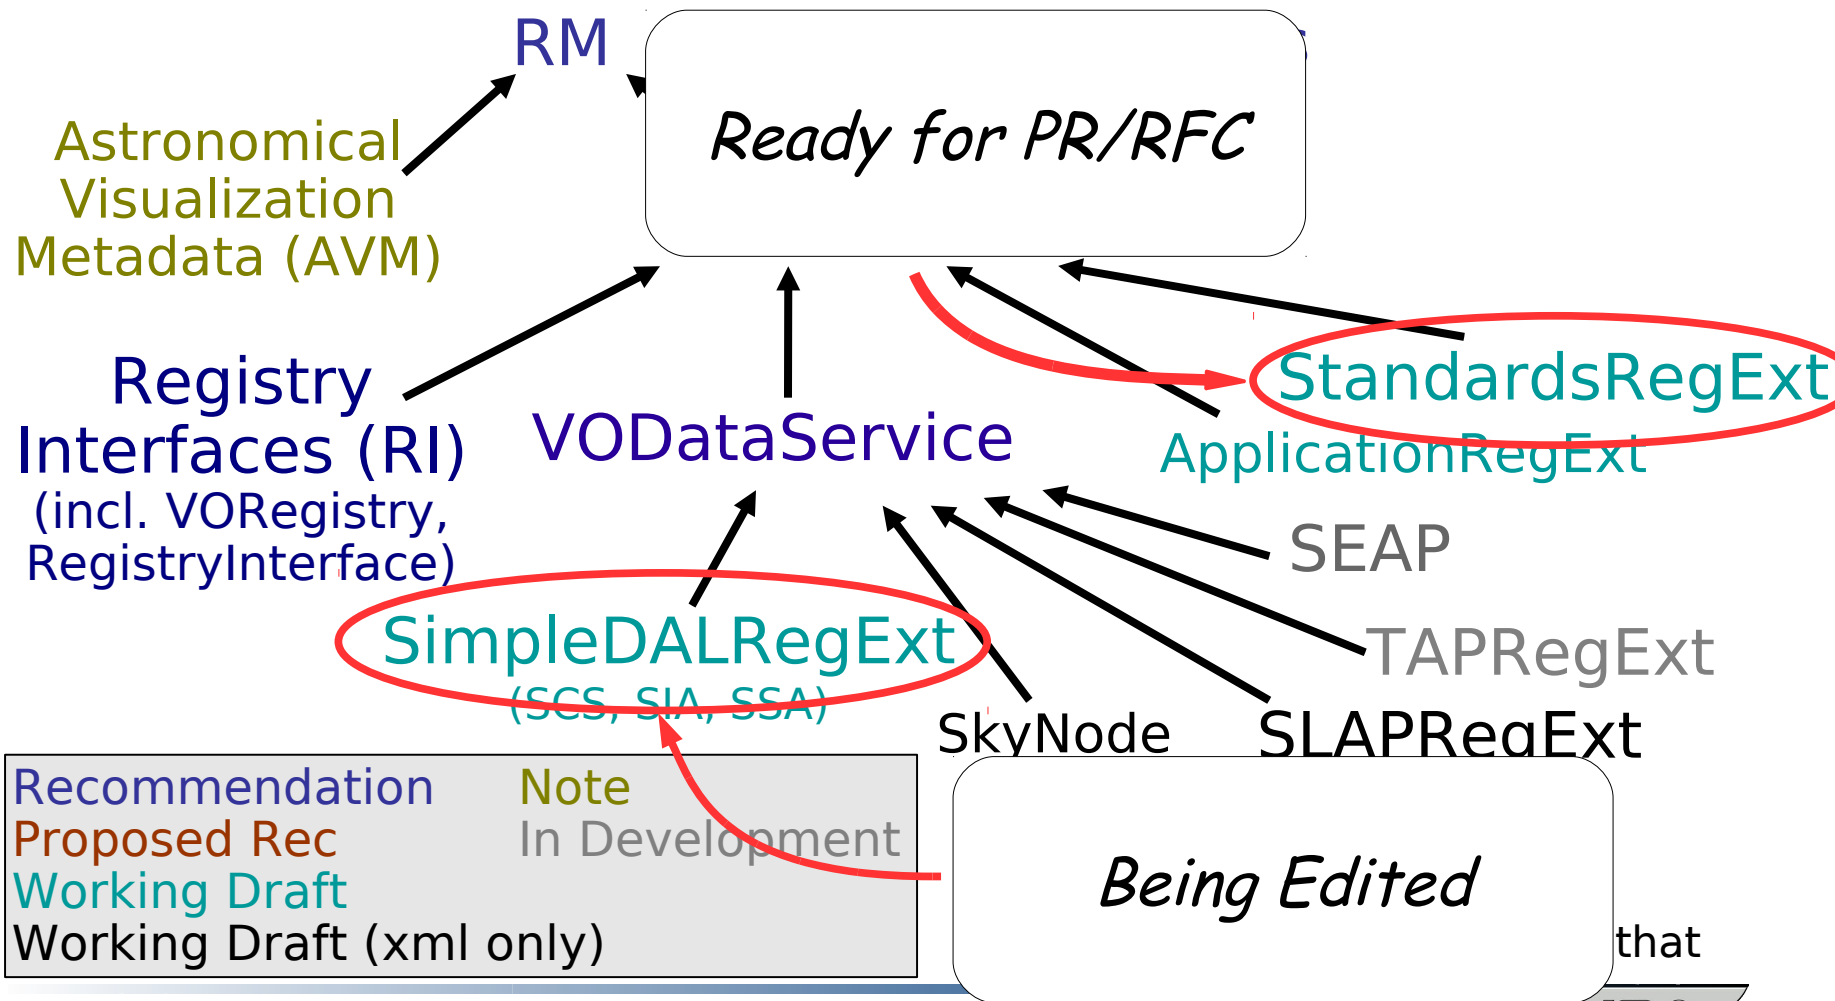 RM
Ready for PR/RFC
Astronomical
Visualization
Metadata (AVM)
Registry
Interfaces (RI)
(incl. VORegistry,
RegistryInterface)
VODataService
StandardsRegExt
ApplicationRegExt
SEAP
TAPRegExt
SimpleDALRegExt
(SCS, SIA, SSA)
SkyNode
SLAPRegExt
Recommendation
Note
Proposed Rec
In Development
Working Draft
Working Draft (xml only)
Being Edited
that